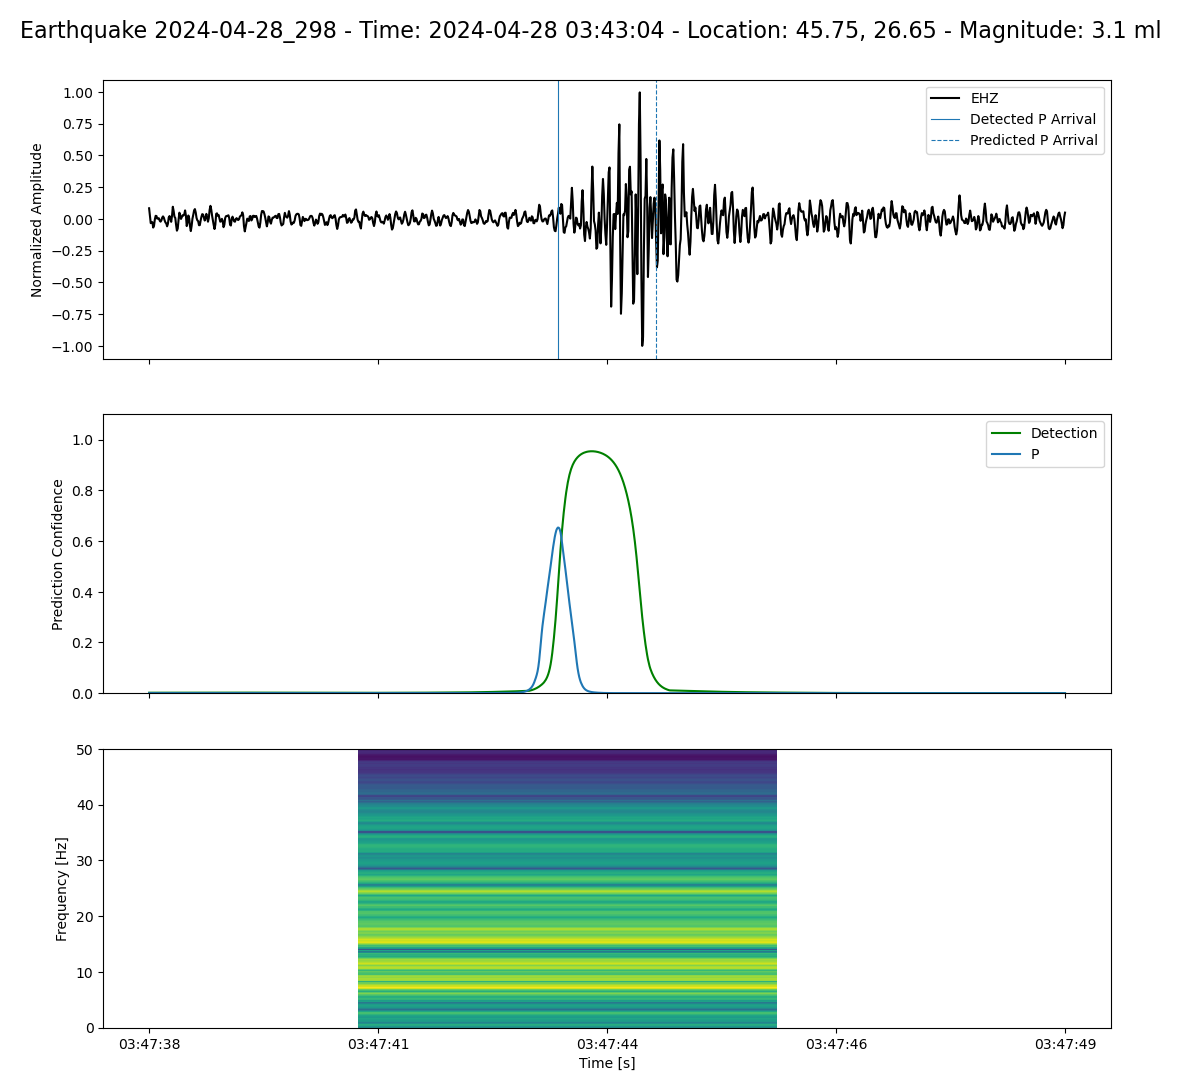 Earthquake 2024-04-28_298 - Time: 2024-04-28 03:43:04 - Location: 45.75, 26.65 - Magnitude: 3.1 ml
1.00
0.75
0.50
0.25
0.00
−0.25
−0.50
−0.75
−1.00
Normalized Amplitude
EHZ
Detected P Arrival
Predicted P Arrival
1.0
0.8
0.6
0.4
0.2
0.0
Prediction Confidence
Detection
P
50
40
30
20
10
0
Frequency [Hz]
03:47:38 03:47:41 03:47:44 03:47:46 03:47:49
Time [s]